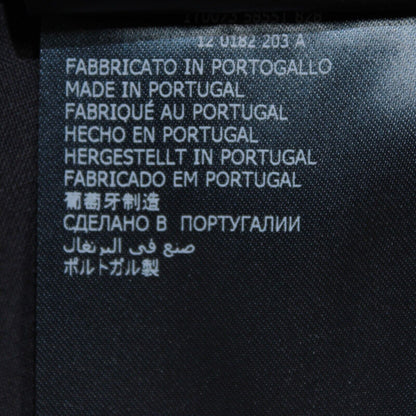 12 0182 203 A
FABBRICATO IN PORTOGALLO
MADE IN PORTUGAL
FABRIQUÉ AU PORTUGAL
HECHO EN PORTUGAL
HERGESTELLT IN PORTUGAL
FABRICADO EM PORTUGAL
葡萄牙制造
СДЕЛАНО В ПОРТУГАЛИИ
صنع في البرتغال
ポルトガル製